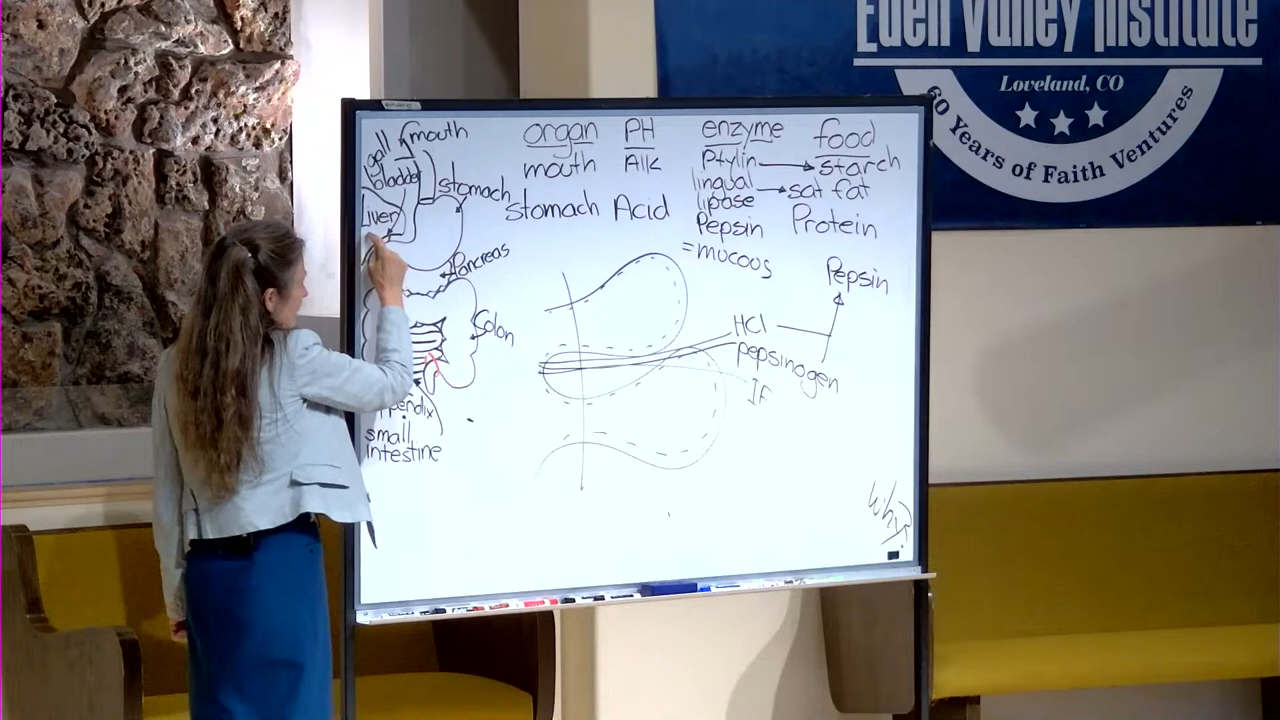 Eden Valley Institute
Loveland, CO
60 Years of Faith Ventures
mouth
gall
bladder
stomach
Liver
Pancreas
Colon
small
intestine
organ PH enzyme food
mouth Alk Ptylin starch
lingual
lipase sat fat
stomach Acid Pepsin Protein
=mucous
Pepsin
HCl
pepsinogen
If
Why?